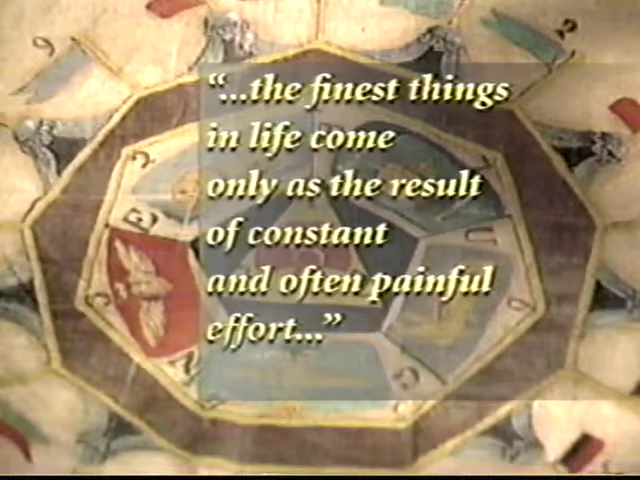 “...the finest things
in life come
only as the result
of constant
and often painful
effort...”